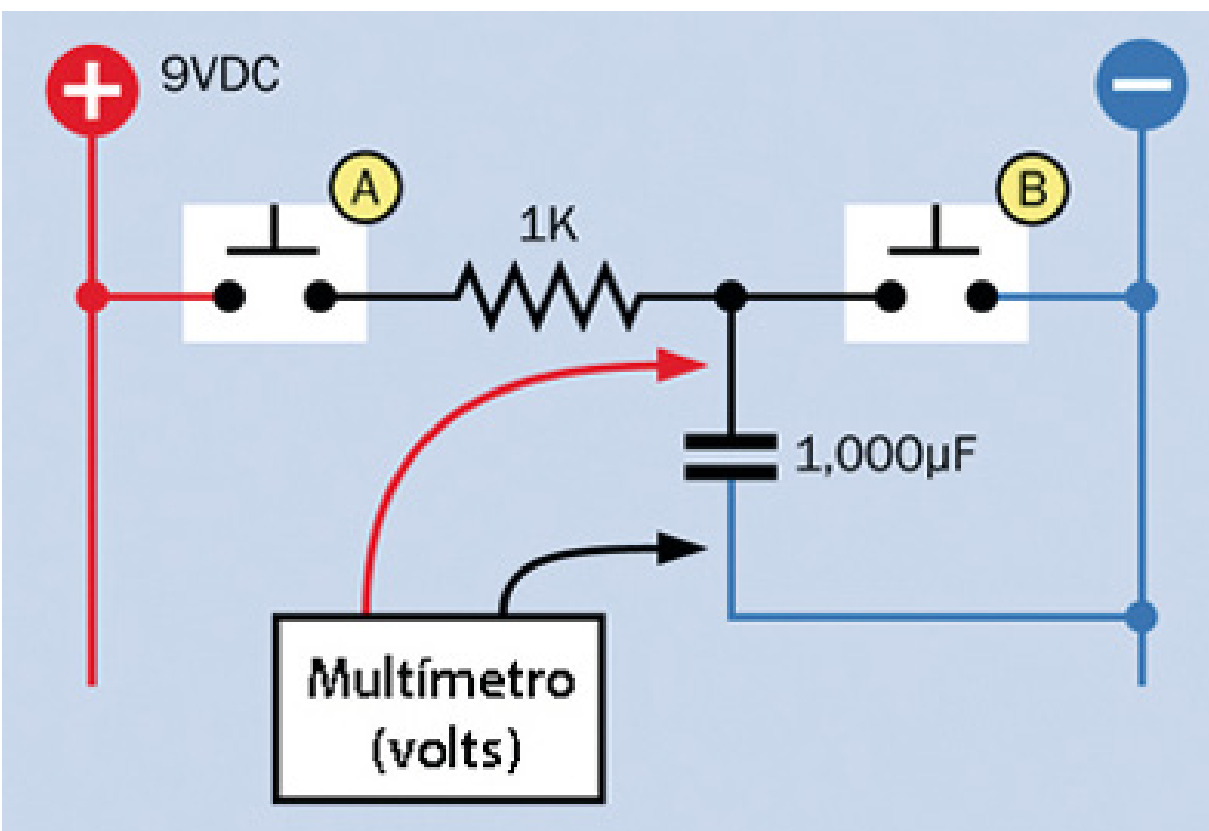 +
9VDC
−
A
1K
B
1,000µF
Multímetro
(volts)